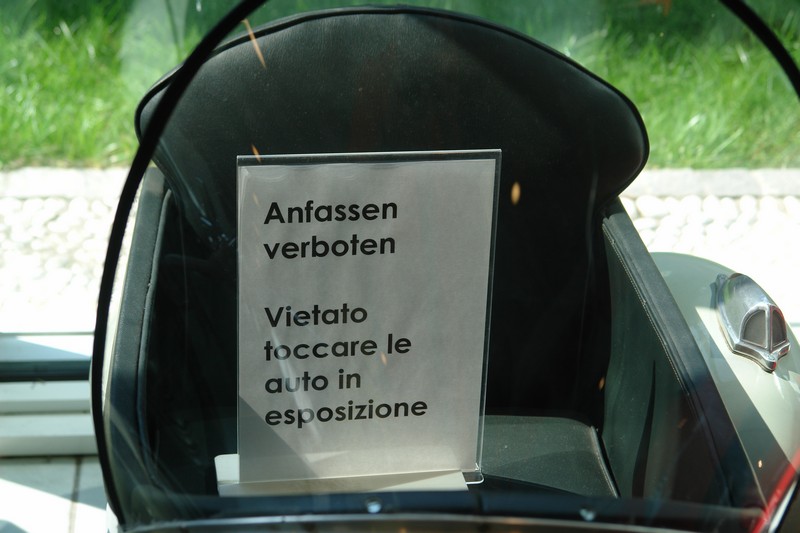 Anfassen
verboten
Vietato
toccare le
auto in
esposizione